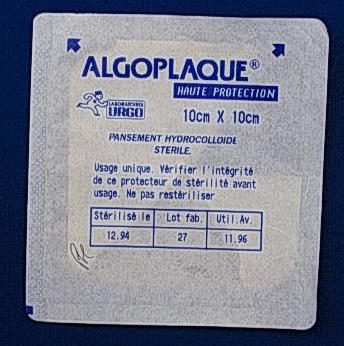 ALGOPLAQUE®
HAUTE PROTECTION
LABORATOIRES
URGO
10cm X 10cm
PANSEMENT HYDROCOLLOIDE
STERILE.
Usage unique. Vérifier l'intégrité
de ce protecteur de stérilité avant
usage. Ne pas restériliser
Stérilisé le Lot fab. Util.Av.
12.94 27 11.96